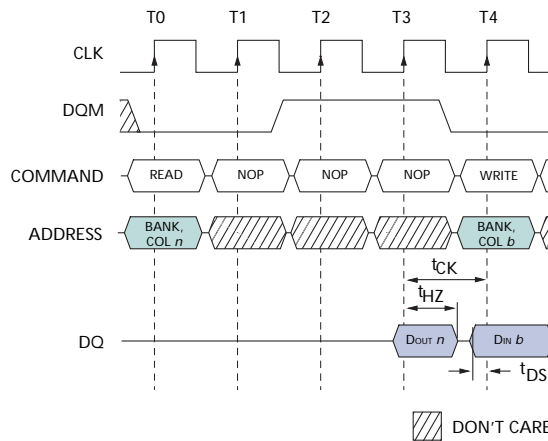 T0 T1 T2 T3 T4
CLK
DQM
COMMAND READ NOP NOP NOP WRITE
ADDRESS BANK, COL n BANK, COL b
tCK
tHZ
DQ DOUT n DIN b
tDS
DON'T CARE